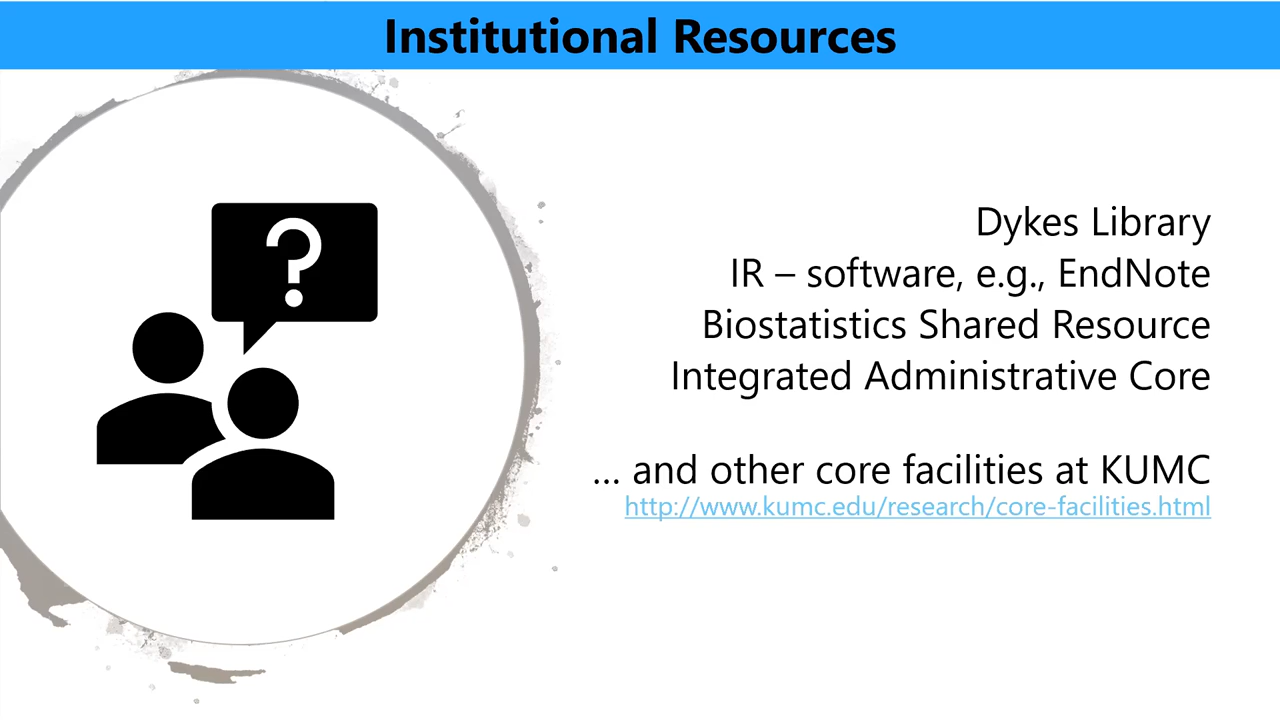 Institutional Resources
?
Dykes Library
IR – software, e.g., EndNote
Biostatistics Shared Resource
Integrated Administrative Core
... and other core facilities at KUMC
http://www.kumc.edu/research/core-facilities.html